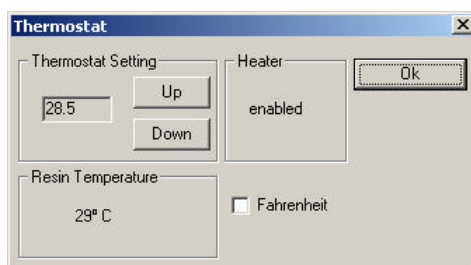 Thermostat
Thermostat Setting
28.5
Up
Down
Heater
enabled
Ok
Resin Temperature
29° C
Fahrenheit